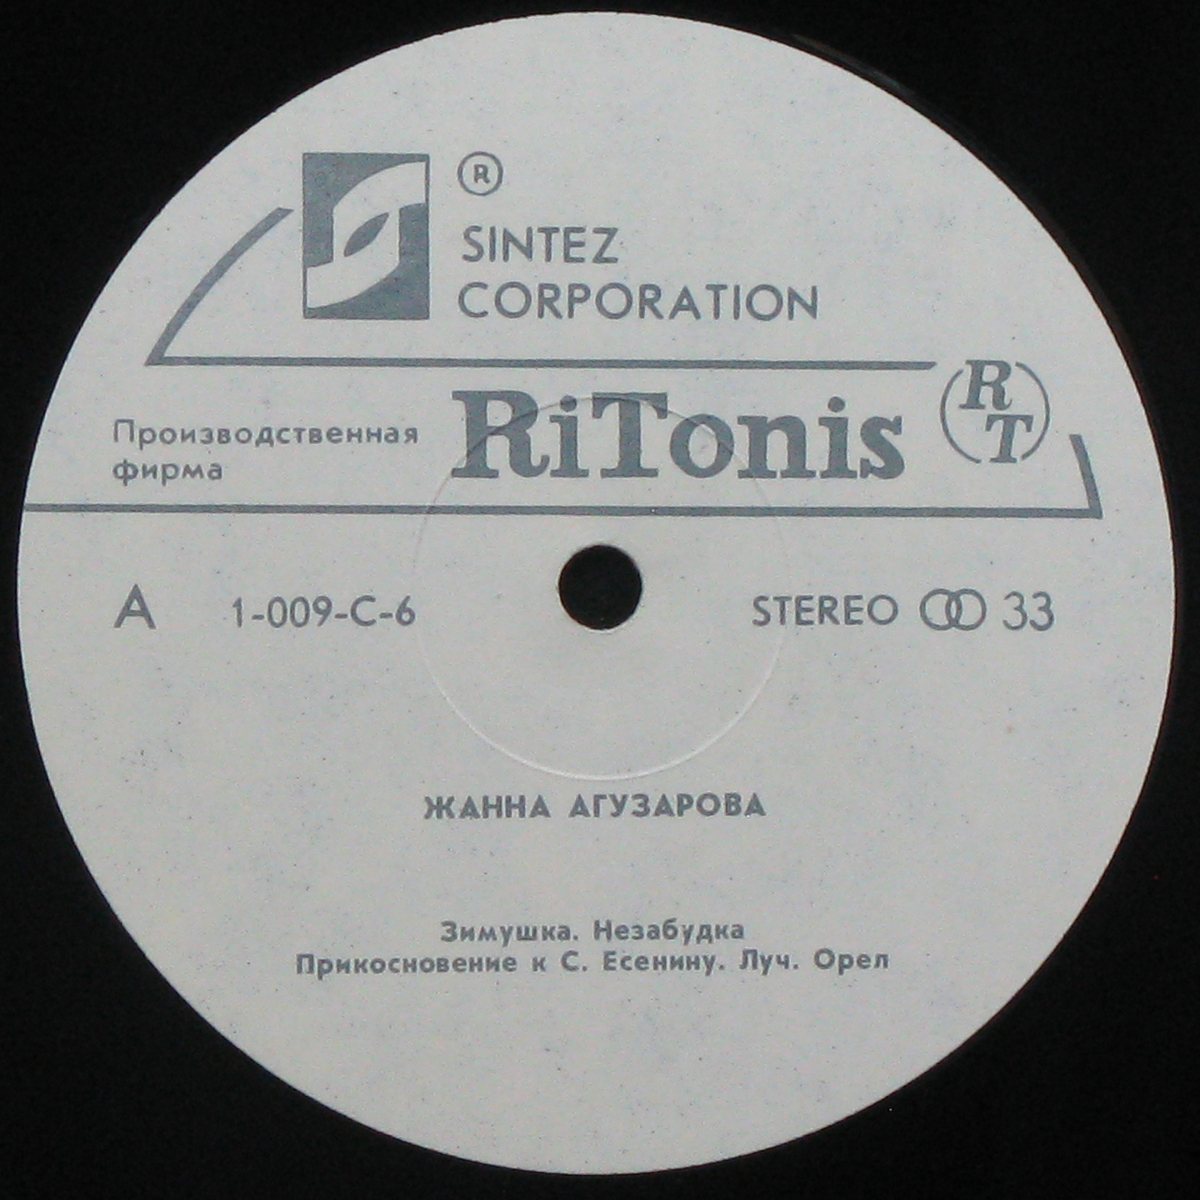 ®
SINTEZ
CORPORATION
Производственная
фирма
RiTonis
RT
A 1-009-C-6
STEREO 33
ЖАННА АГУЗАРОВА
Зимушка. Незабудка
Прикосновение к С. Есенину. Луч. Орел